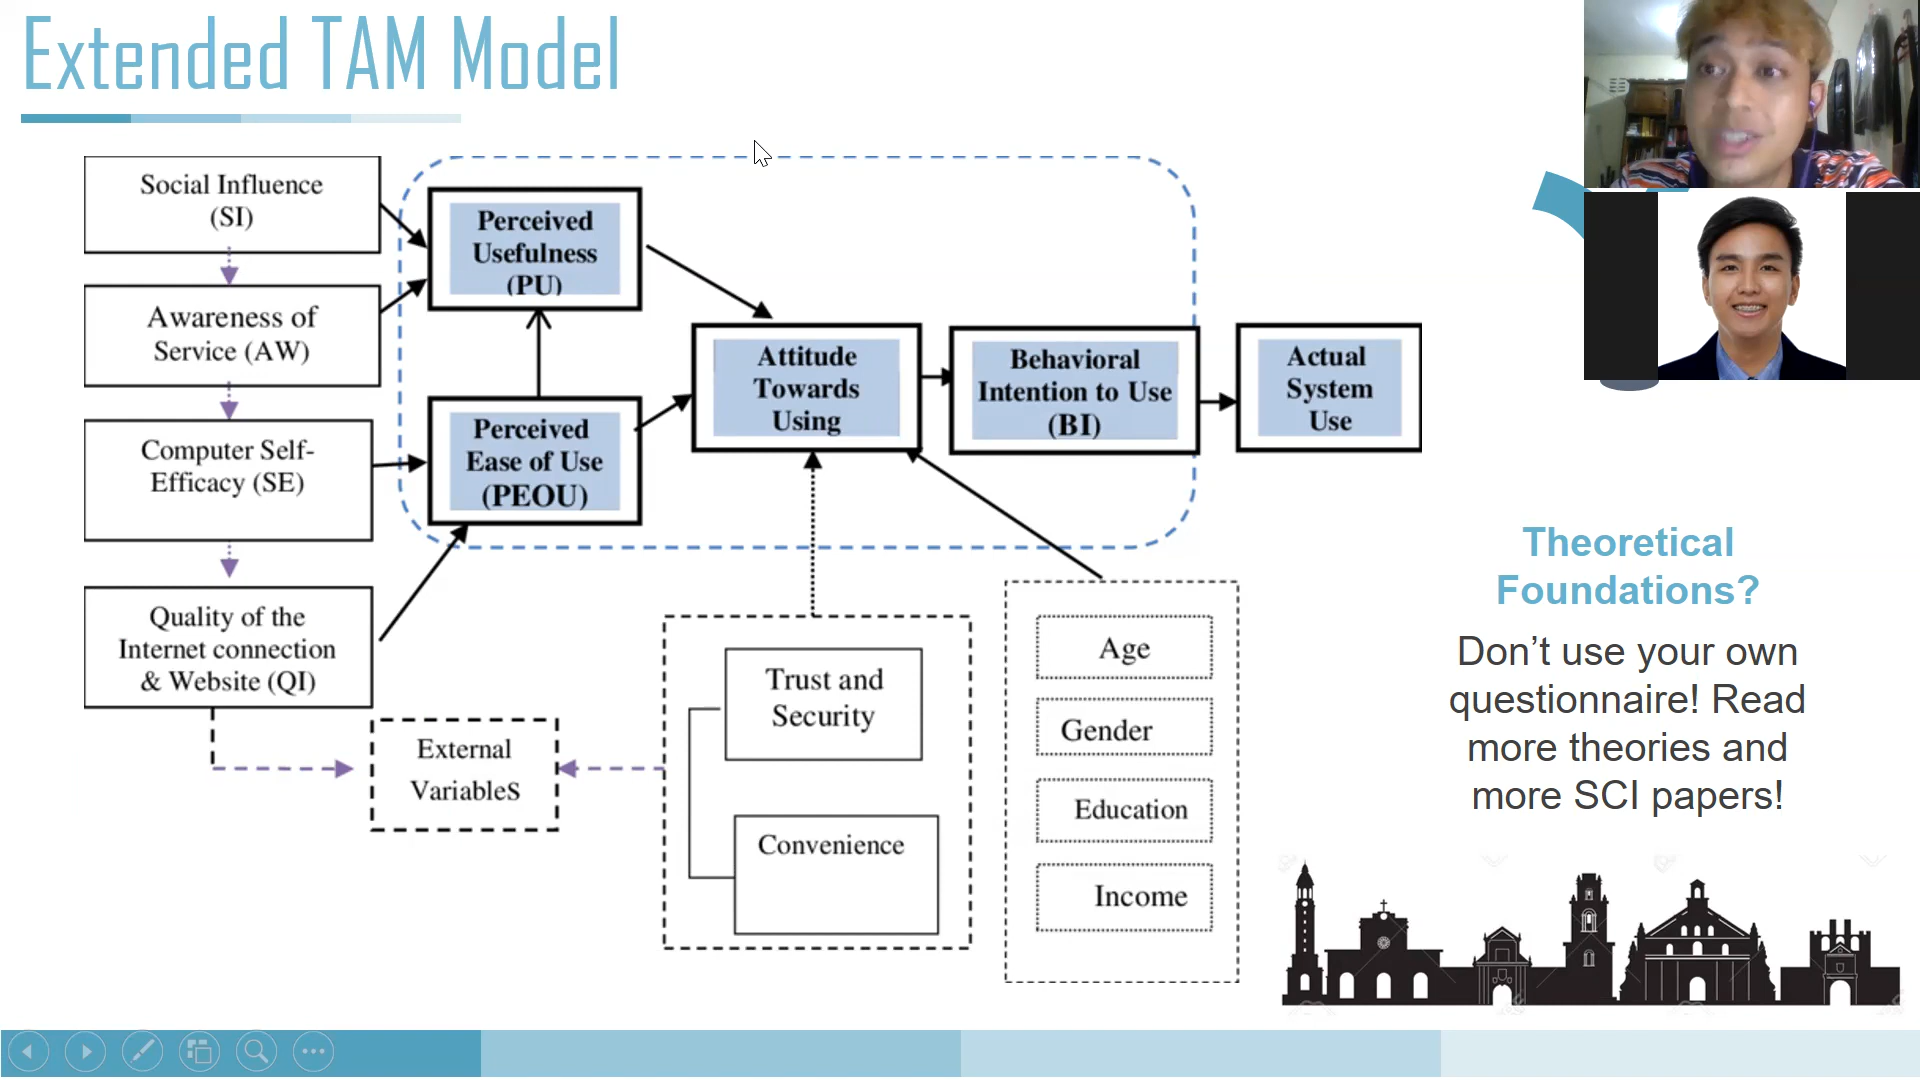 Extended TAM Model
Social Influence
(SI)
Awareness of
Service (AW)
Computer Self-
Efficacy (SE)
Quality of the
Internet connection
& Website (QI)
External
VariableS
Perceived
Usefulness
(PU)
Perceived
Ease of Use
(PEOU)
Attitude
Towards
Using
Behavioral
Intention to Use
(BI)
Actual
System
Use
Trust and
Security
Convenience
Age
Gender
Education
Income
Theoretical
Foundations?
Don’t use your own
questionnaire! Read
more theories and
more SCI papers!